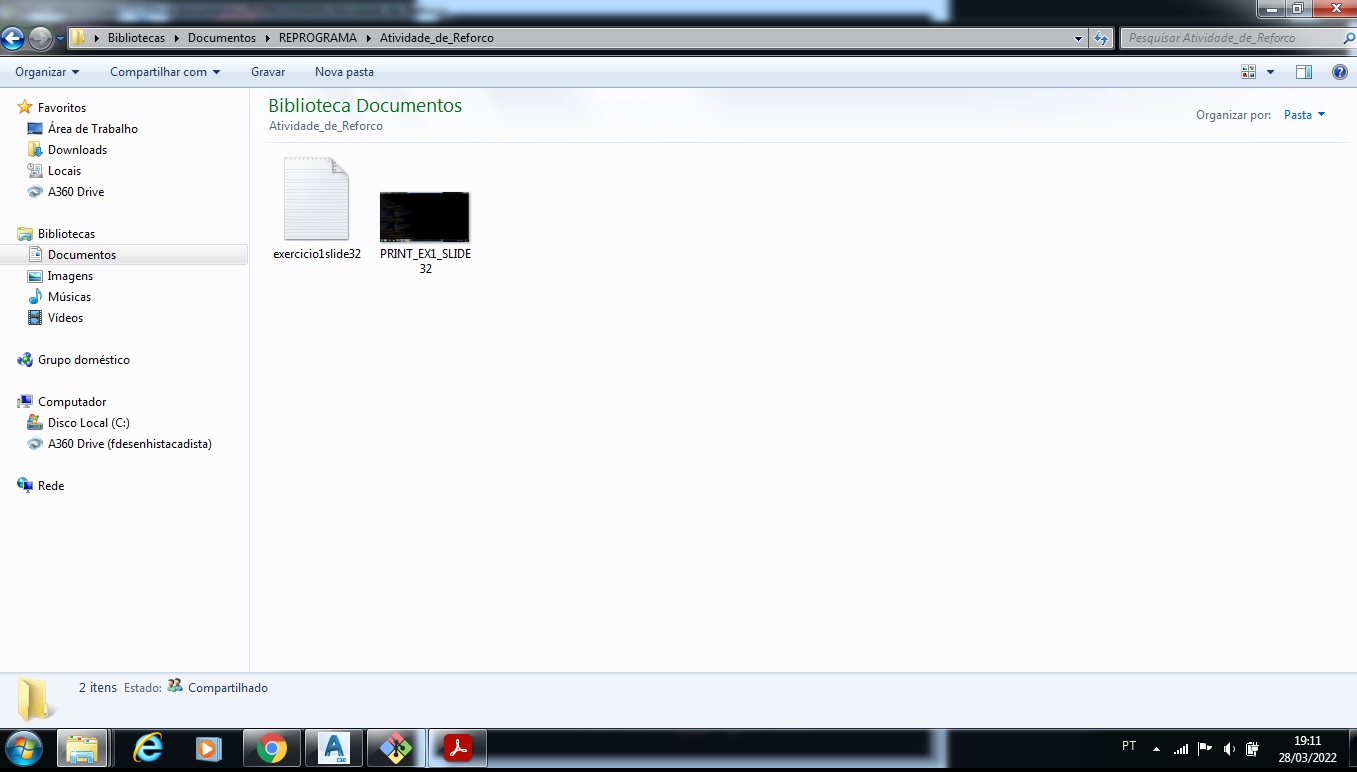 Bibliotecas Documentos REPROGRAMA Atividade_de_Reforco
Pesquisar Atividade_de_Reforco
Organizar Compartilhar com Gravar Nova pasta
Favoritos
Área de Trabalho
Downloads
Locais
A360 Drive
Bibliotecas
Documentos
Imagens
Músicas
Vídeos
Grupo doméstico
Computador
Disco Local (C:)
A360 Drive (fdesenhistacadista)
Rede
Biblioteca Documentos
Atividade_de_Reforco
Organizar por: Pasta
exercicio1slide32
PRINT_EX1_SLIDE
32
2 itens Estado: Compartilhado
PT
19:11
28/03/2022